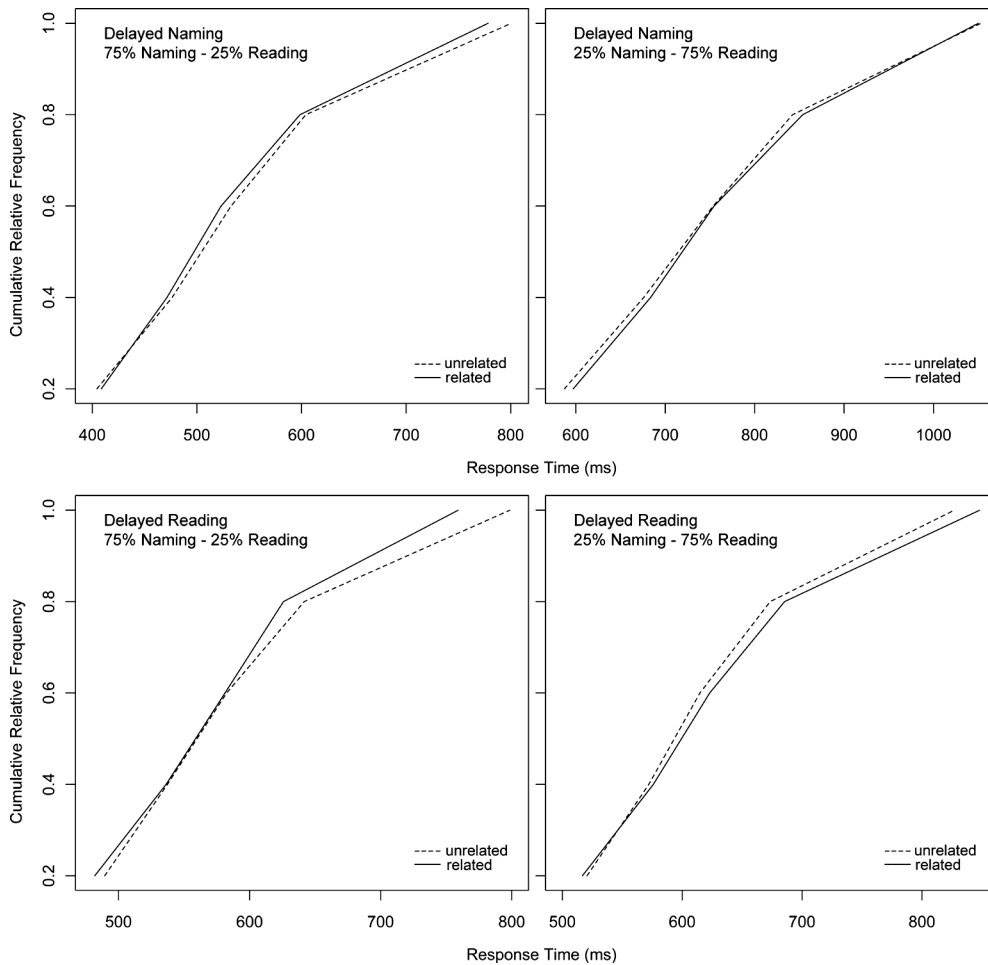 Delayed Naming
75% Naming - 25% Reading
Cumulative Relative Frequency
1.0
0.8
0.6
0.4
0.2
unrelated
related
400 500 600 700 800
Delayed Naming
25% Naming - 75% Reading
unrelated
related
600 700 800 900 1000
Response Time (ms)
Delayed Reading
75% Naming - 25% Reading
Cumulative Relative Frequency
1.0
0.8
0.6
0.4
0.2
unrelated
related
500 600 700 800
Delayed Reading
25% Naming - 75% Reading
unrelated
related
500 600 700 800
Response Time (ms)